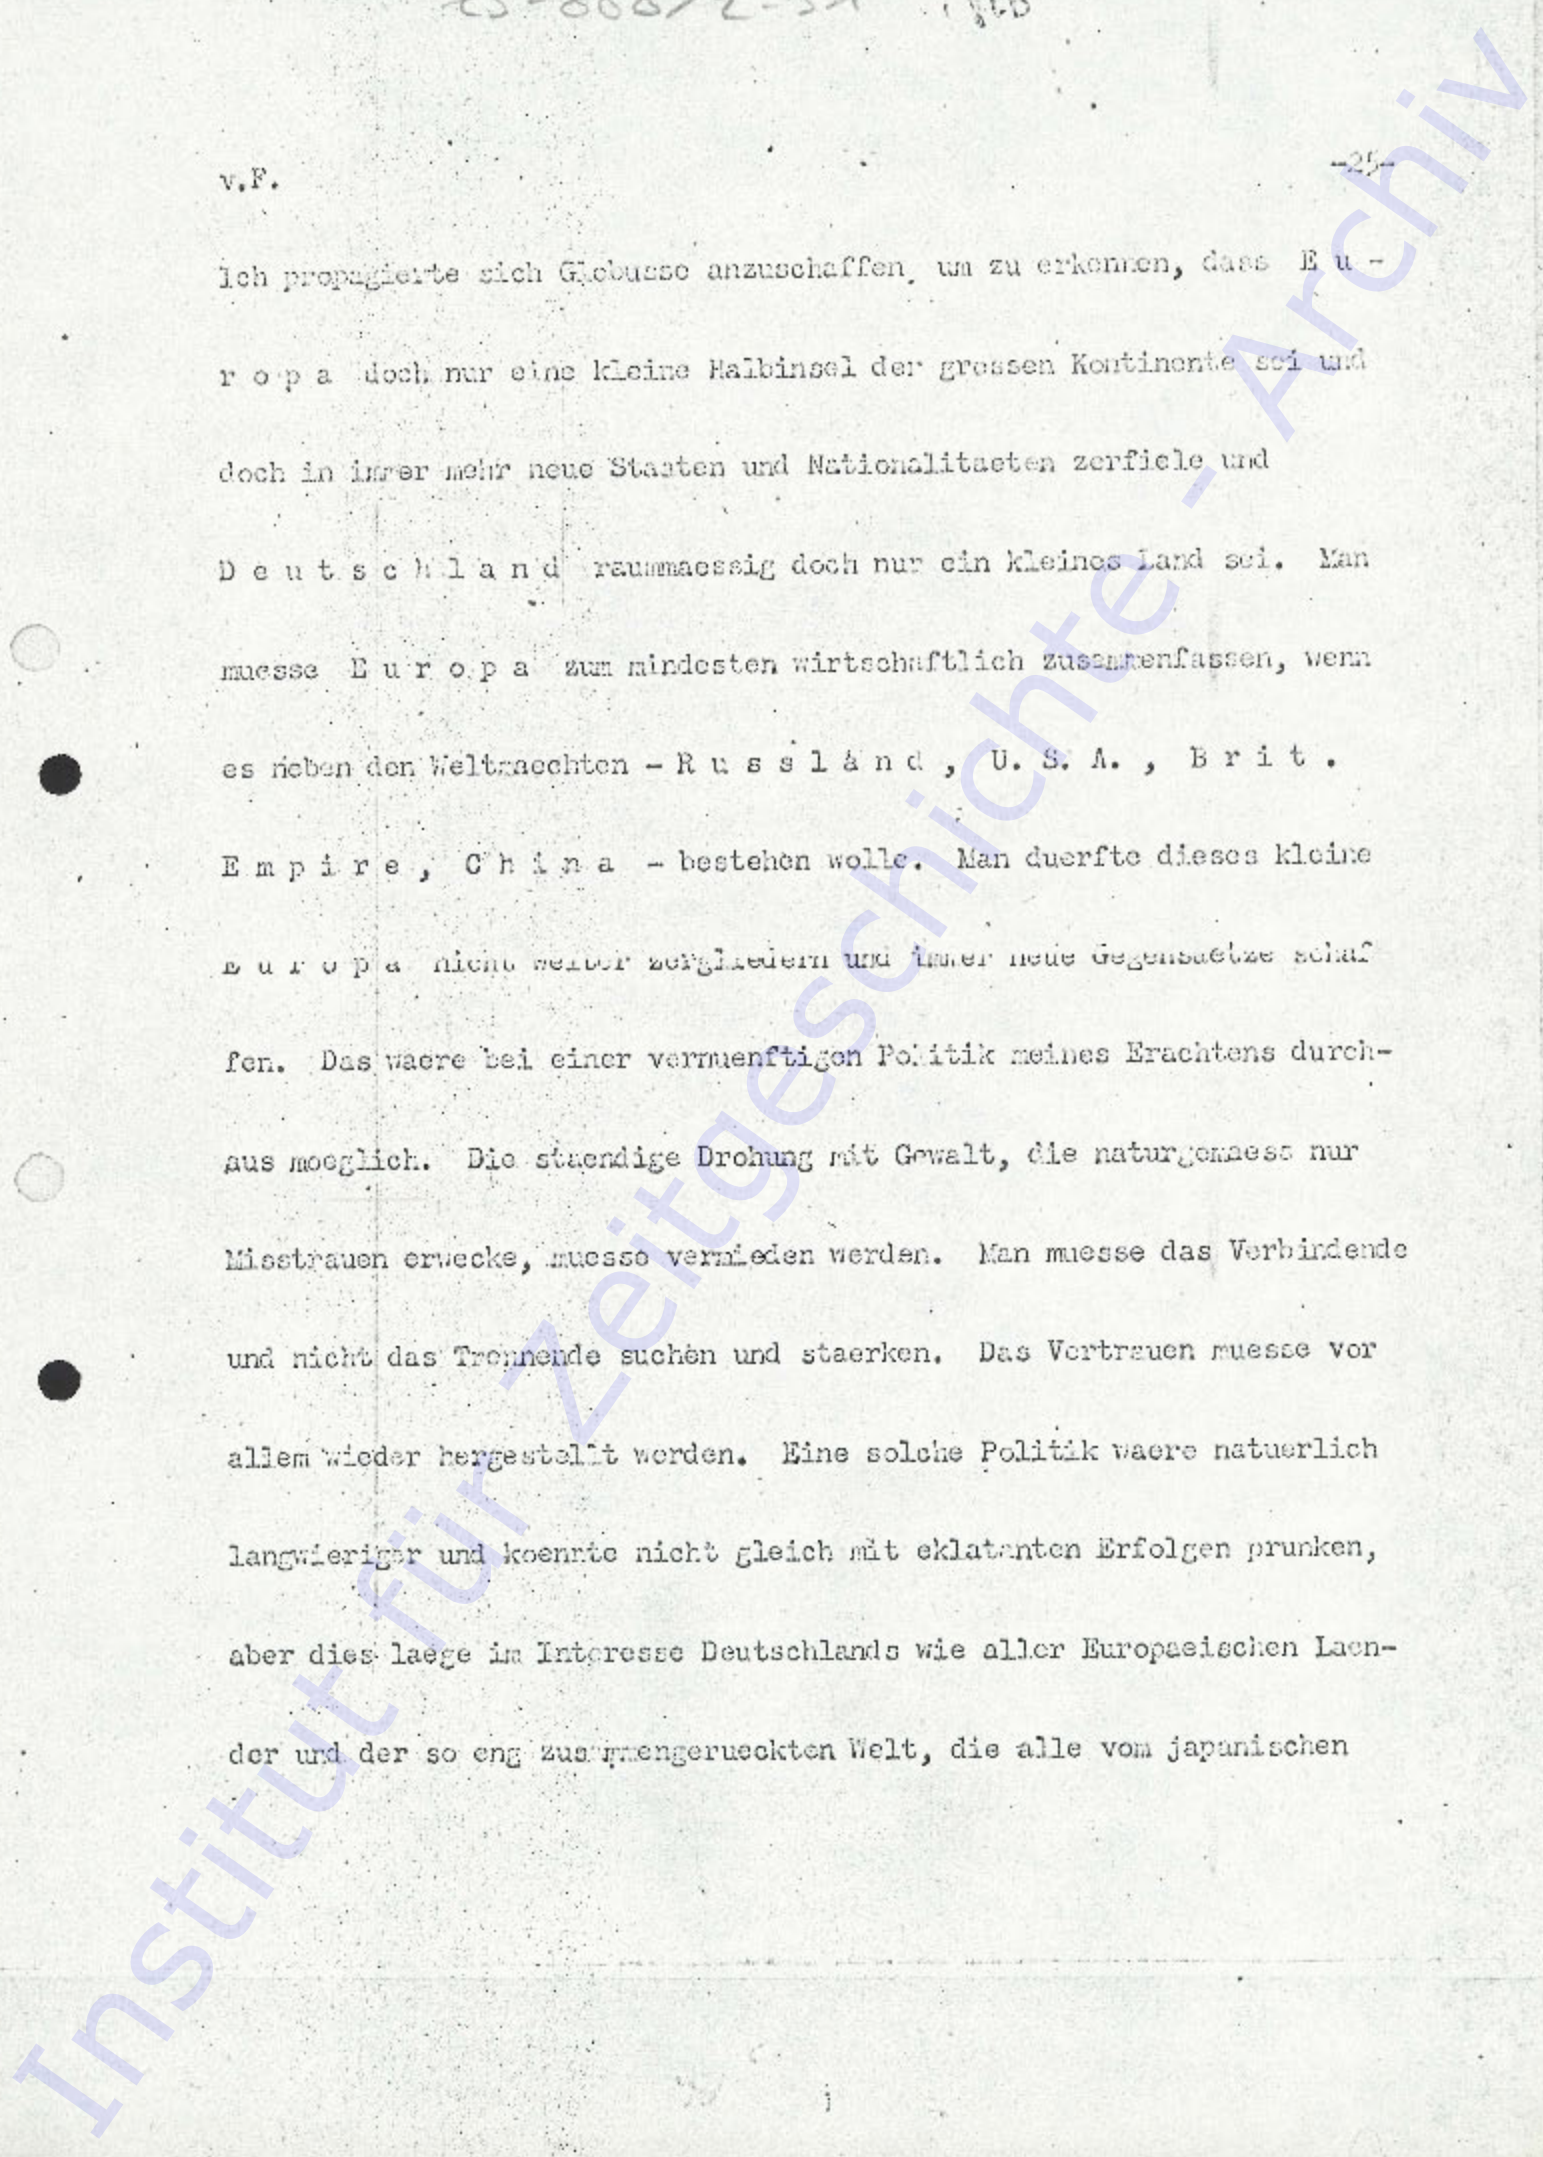 v.F.
-25-
Ich propagierte sich Globusse anzuschaffen, um zu erkennen, dass E u -
r o p a doch nur eine kleine Halbinsel der grossen Kontinente sei und
doch in immer mehr neue Staaten und Nationalitaeten zerfiele und
D e u t s c h l a n d raummaessig doch nur ein kleines Land sei. Man
muesse E u r o p a zum mindesten wirtschaftlich zusammenfassen, wenn
es neben den Weltmaechten - R u s s l a n d , U. S. A. , B r i t .
E m p i r e , C h i n a - bestehen wolle. Man duerfte dieses kleine
E u r o p a nicht weiter zergliedern und immer neue Gegensaetze schaf
fen. Das waere bei einer vernuenftigen Politik meines Erachtens durch-
aus moeglich. Die staendige Drohung mit Gewalt, die naturgemaess nur
Misstrauen erwecke, muesse vermieden werden. Man muesse das Verbindende
und nicht das Trennende suchen und staerken. Das Vertrauen muesse vor
allem wieder hergestellt werden. Eine solche Politik waere natuerlich
langwieriger und koennte nicht gleich mit eklatanten Erfolgen prunken,
aber dies laege im Interesse Deutschlands wie aller Europaeischen Laen-
der und der so eng zusammengerueckten Welt, die alle vom japanischen
Institut für Zeitgeschichte - Archiv